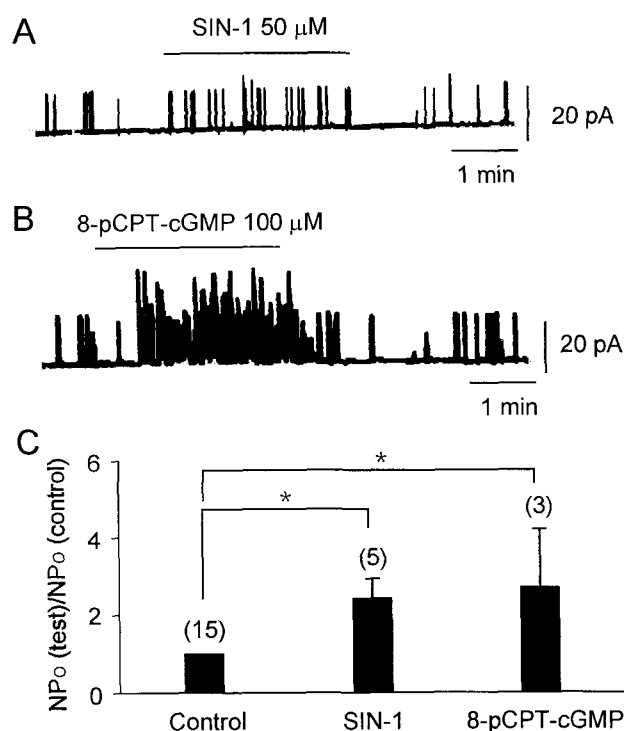 A
SIN-1 50 μM
20 pA
1 min
B
8-pCPT-cGMP 100 μM
20 pA
1 min
C
NPo (test)/NPo (control)
6
4
2
0
(15)
(5)
(3)
*
*
Control
SIN-1
8-pCPT-cGMP